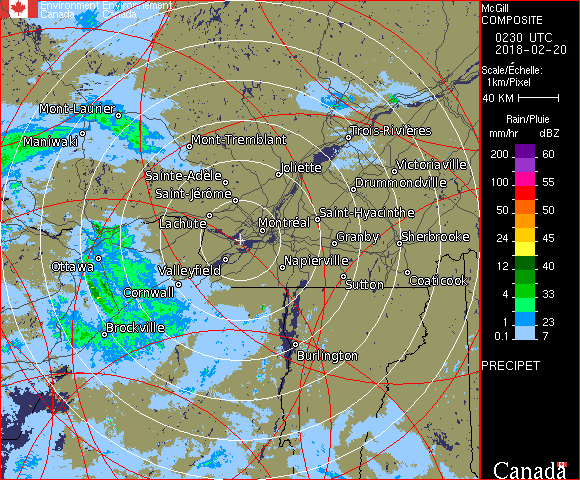 Environment Environnement
Canada Canada
Mont-Laurier
Maniwaki
Mont-Tremblant
Trois-Rivières
Sainte-Adèle
Joliette
Victoriaville
Saint-Jérôme
Drummondville
Lachute
Montréal
Saint-Hyacinthe
Granby
Sherbrooke
Ottawa
Valleyfield
Napierville
Cornwall
Sutton
Coaticook
Brockville
Burlington
McGill
COMPOSITE
0230 UTC
2018-02-20
Scale/Échelle:
1km/Pixel
40 KM
Rain/Pluie
mm/hr dBZ
200 60
100 55
50 50
24 45
12 40
4 33
1 23
0.1 7
PRECIPET
Canada